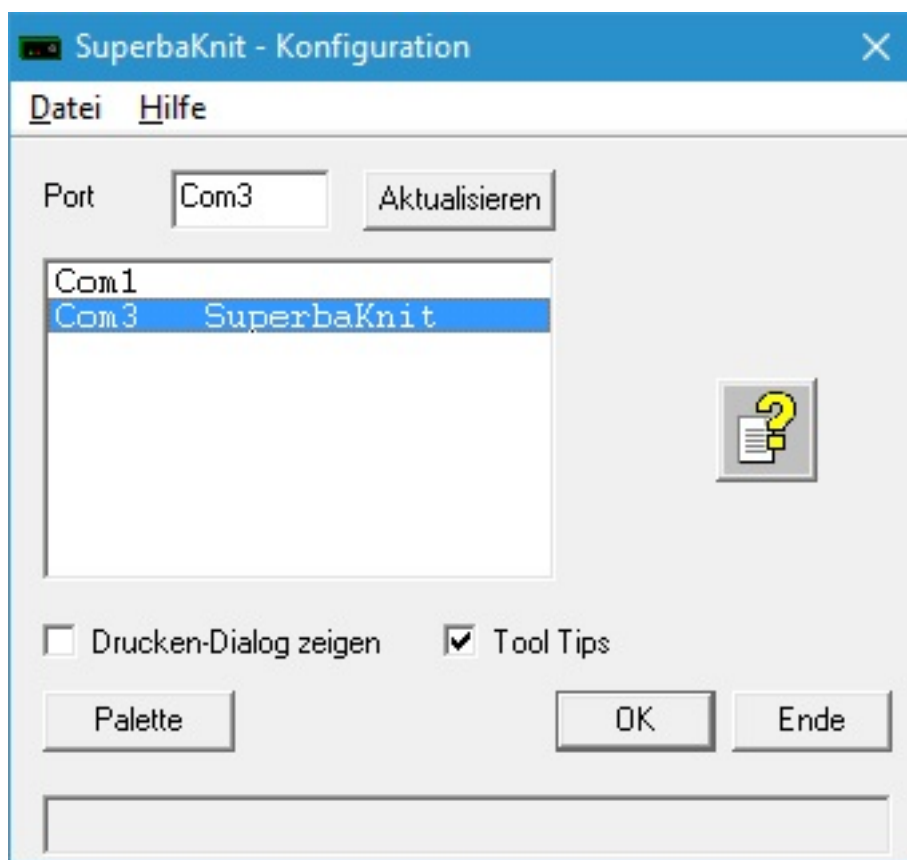 SuperbaKnit - Konfiguration
Datei Hilfe
Port Com3 Aktualisieren
Com1
Com3 SuperbaKnit
Drucken-Dialog zeigen Tool Tips
Palette OK Ende